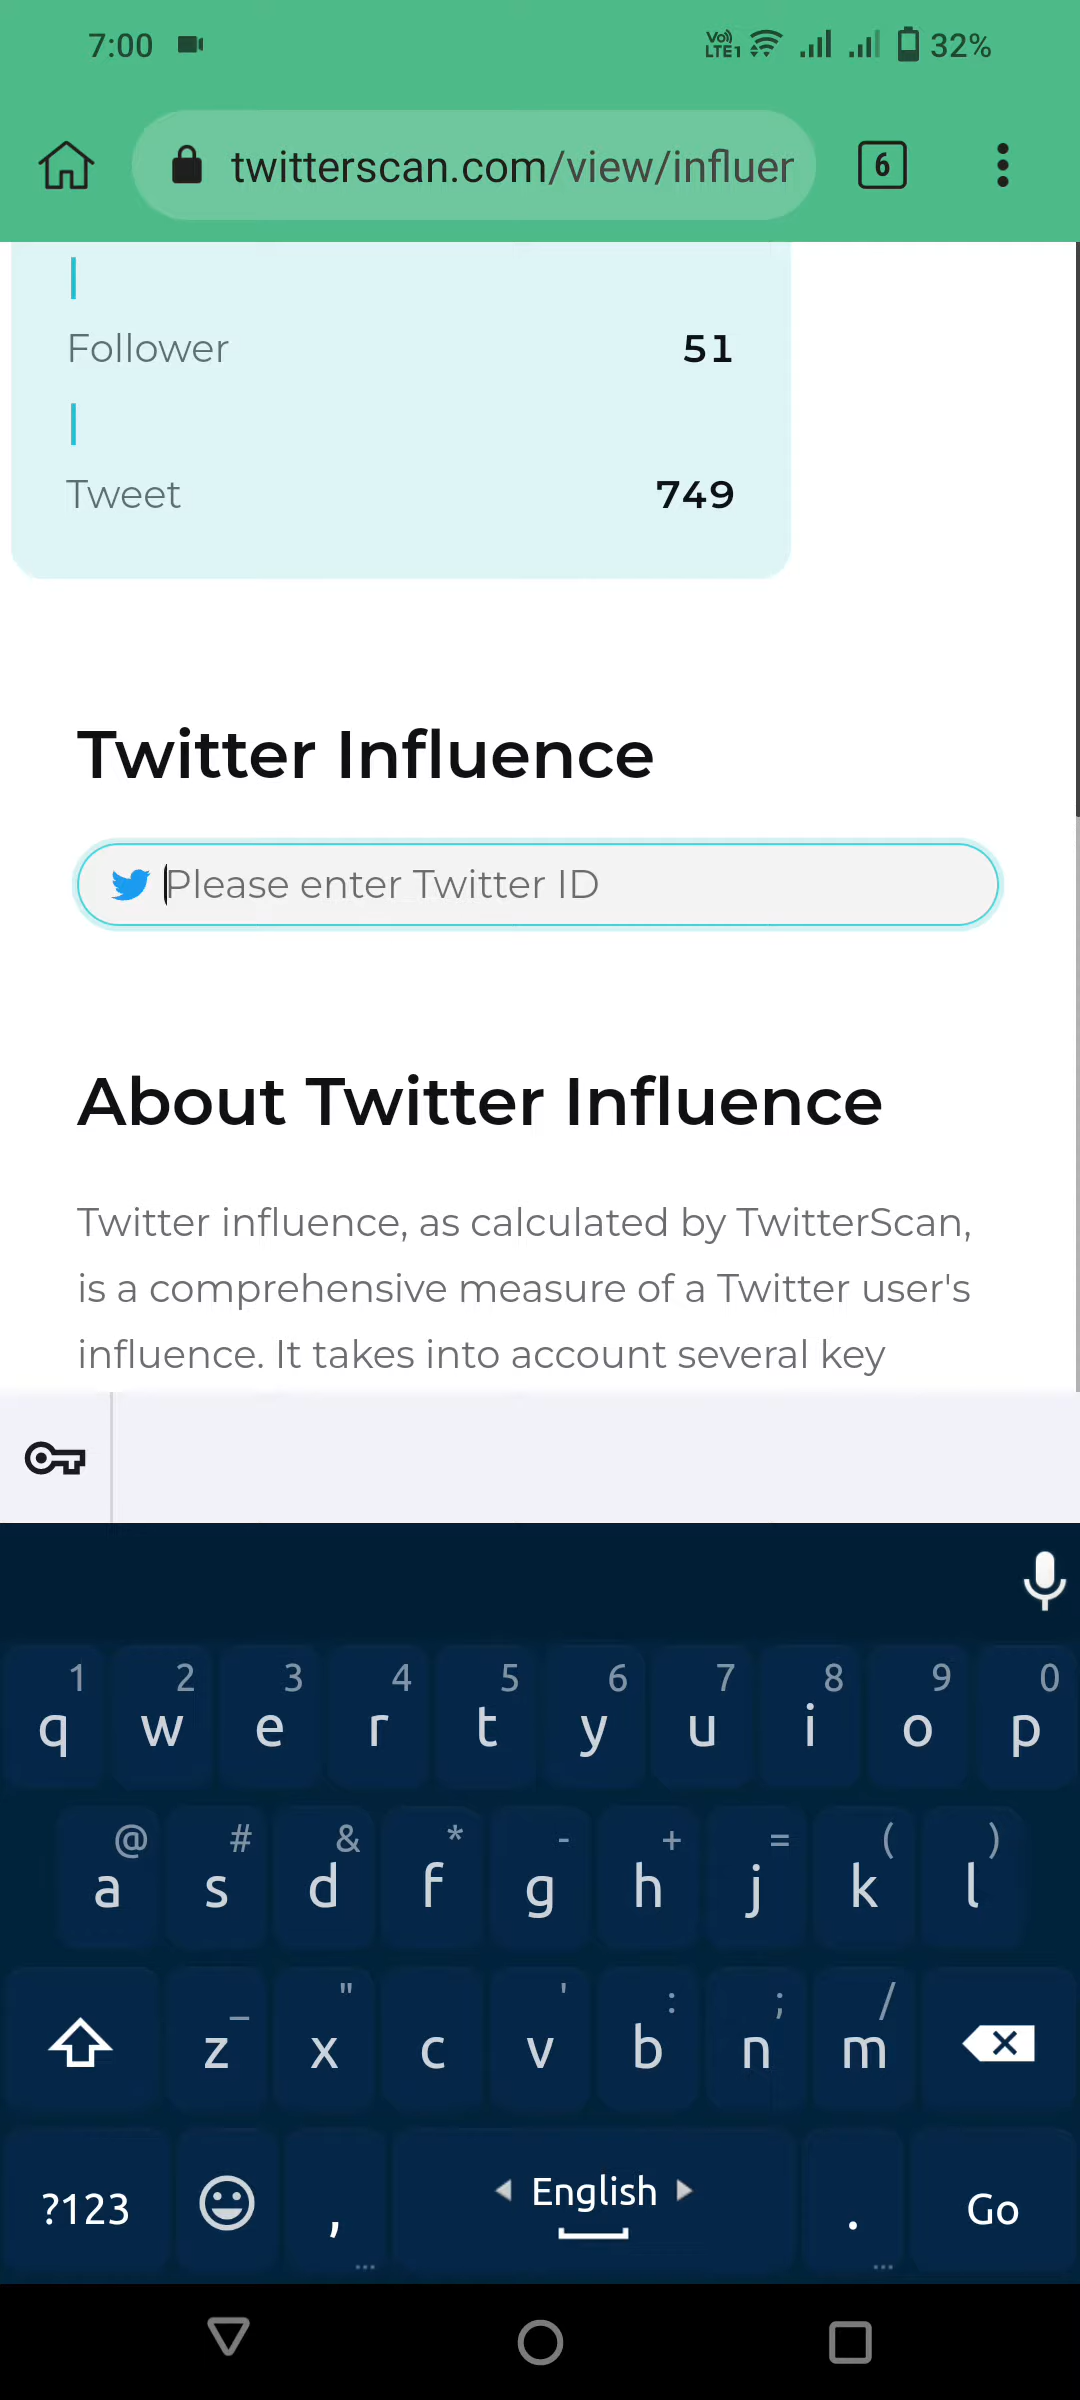 7:00 Vo)) LTE1 32%
twitterscan.com/view/influer 6
Follower 51
Tweet 749
Twitter Influence
Please enter Twitter ID
About Twitter Influence
Twitter influence, as calculated by TwitterScan,
is a comprehensive measure of a Twitter user's
influence. It takes into account several key
1 2 3 4 5 6 7 8 9 0
q w e r t y u i o p
@ # & * - + = ( )
a s d f g h j k l
_ " ' : ; /
z x c v b n m
?123 , English . Go